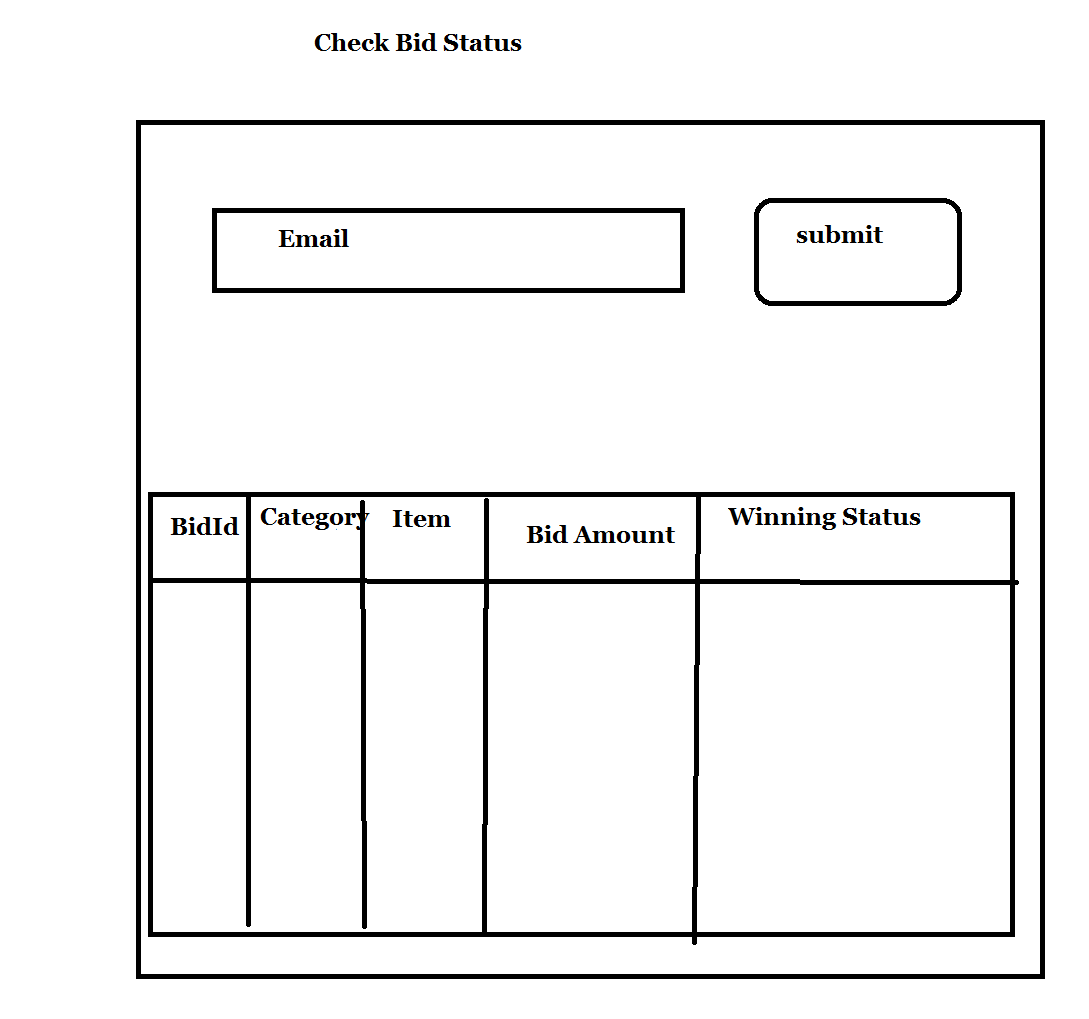 Check Bid Status
Email
submit
BidId
Category
Item
Bid Amount
Winning Status